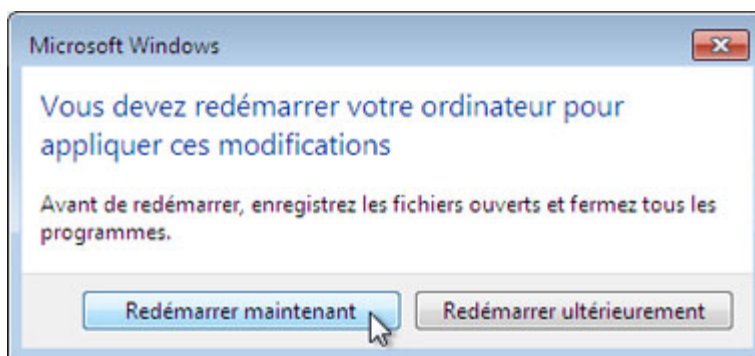 Microsoft Windows
Vous devez redémarrer votre ordinateur pour
appliquer ces modifications
Avant de redémarrer, enregistrez les fichiers ouverts et fermez tous les
programmes.
Redémarrer maintenant
Redémarrer ultérieurement